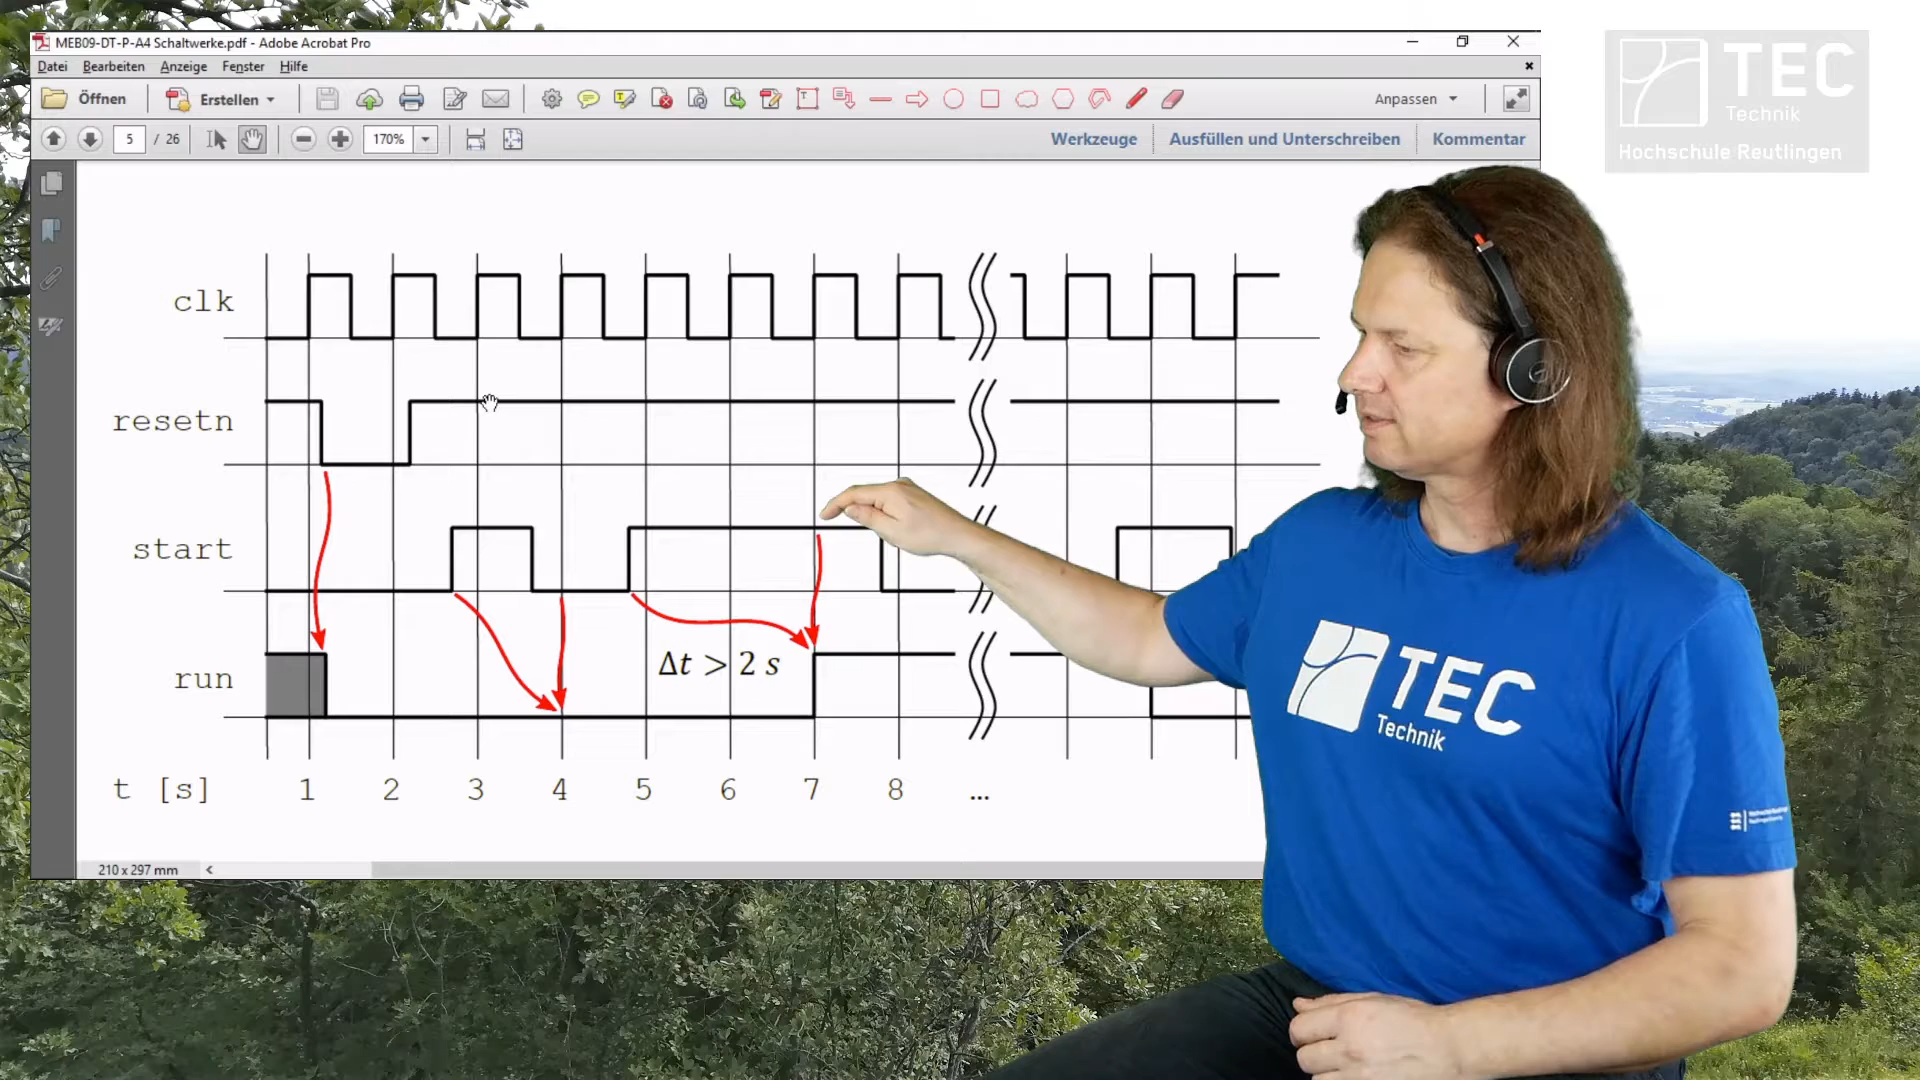 MEB09-DT-P-A4 Schaltwerke.pdf - Adobe Acrobat Pro
Datei Bearbeiten Anzeige Fenster Hilfe
Öffnen Erstellen Anpassen
5 / 26 170% Werkzeuge Ausfüllen und Unterschreiben Kommentar
TEC
Technik
Hochschule Reutlingen
clk
resetn
start
run
Δt > 2 s
t [s] 1 2 3 4 5 6 7 8 ...
210 x 297 mm
TEC
Technik